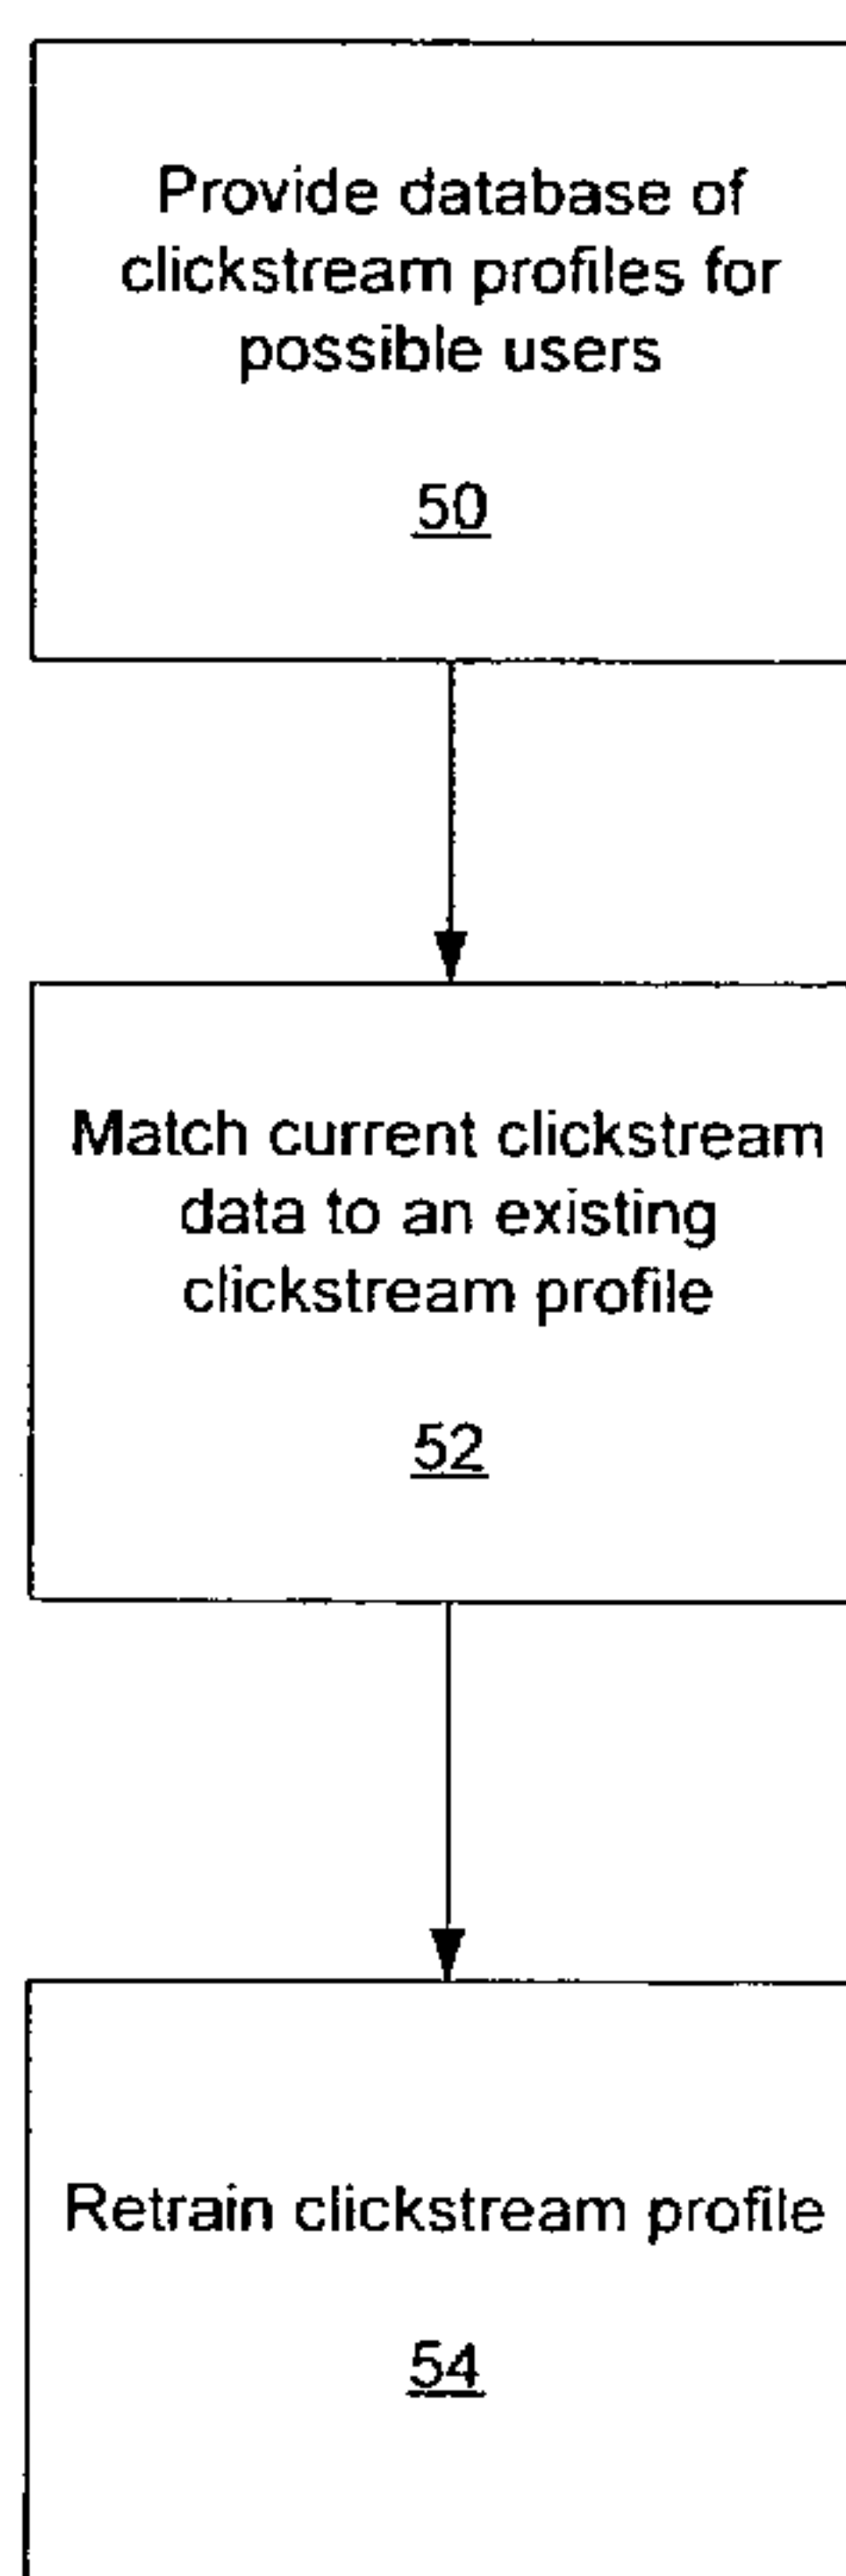 Provide database of
clickstream profiles for
possible users
50
Match current clickstream
data to an existing
clickstream profile
52
Retrain clickstream profile
54